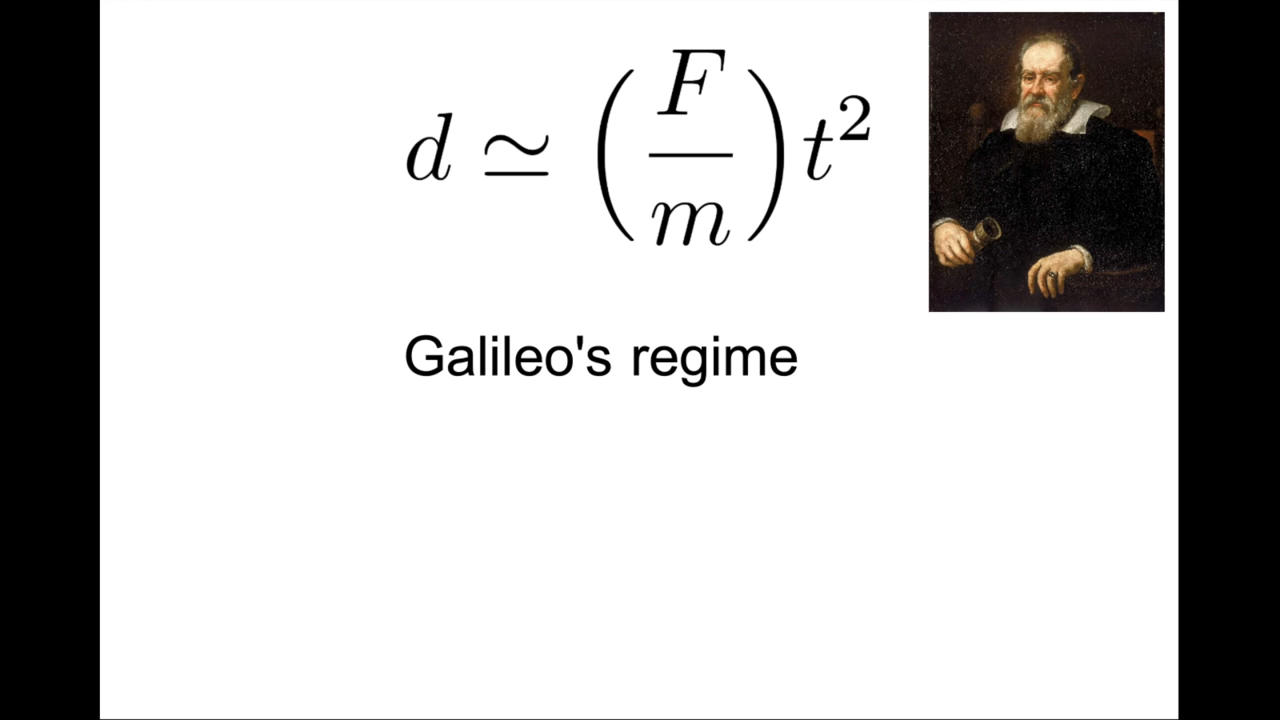 d ≃ (F/m) t²
Galileo's regime